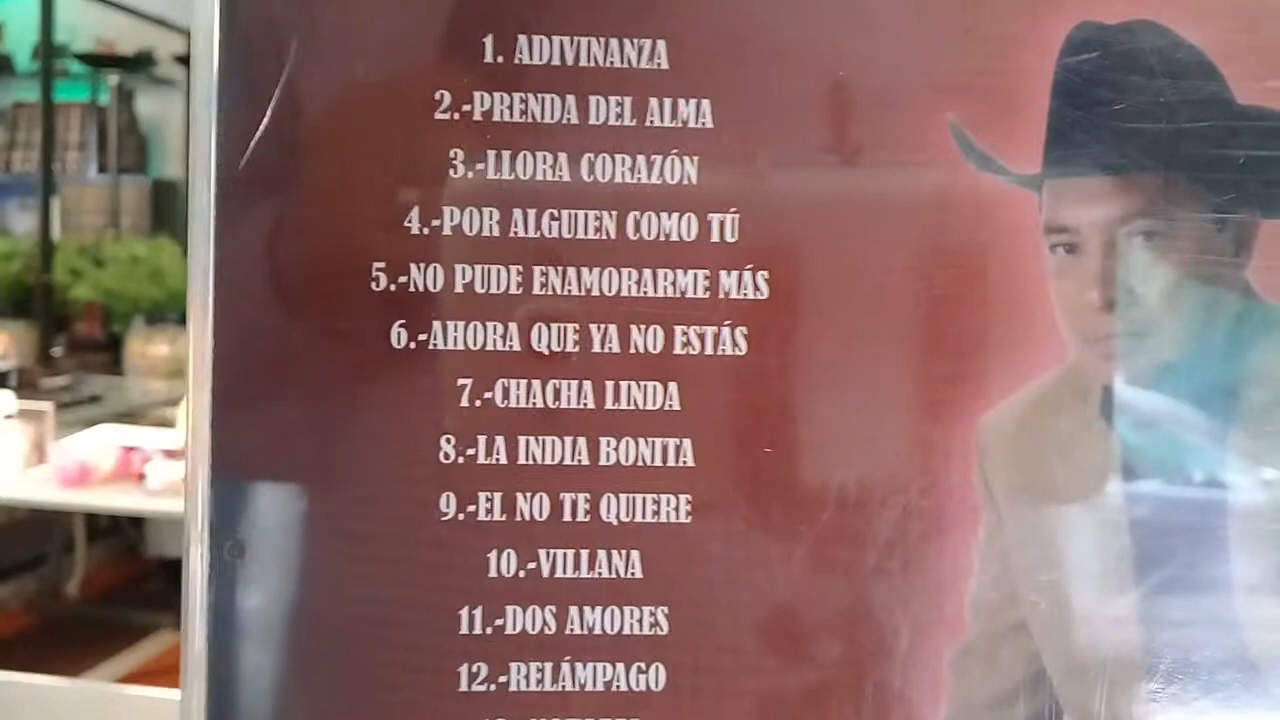 1. ADIVINANZA
2.-PRENDA DEL ALMA
3.-LLORA CORAZÓN
4.-POR ALGUIEN COMO TÚ
5.-NO PUDE ENAMORARME MÁS
6.-AHORA QUE YA NO ESTÁS
7.-CHACHA LINDA
8.-LA INDIA BONITA
9.-EL NO TE QUIERE
10.-VILLANA
11.-DOS AMORES
12.-RELÁMPAGO